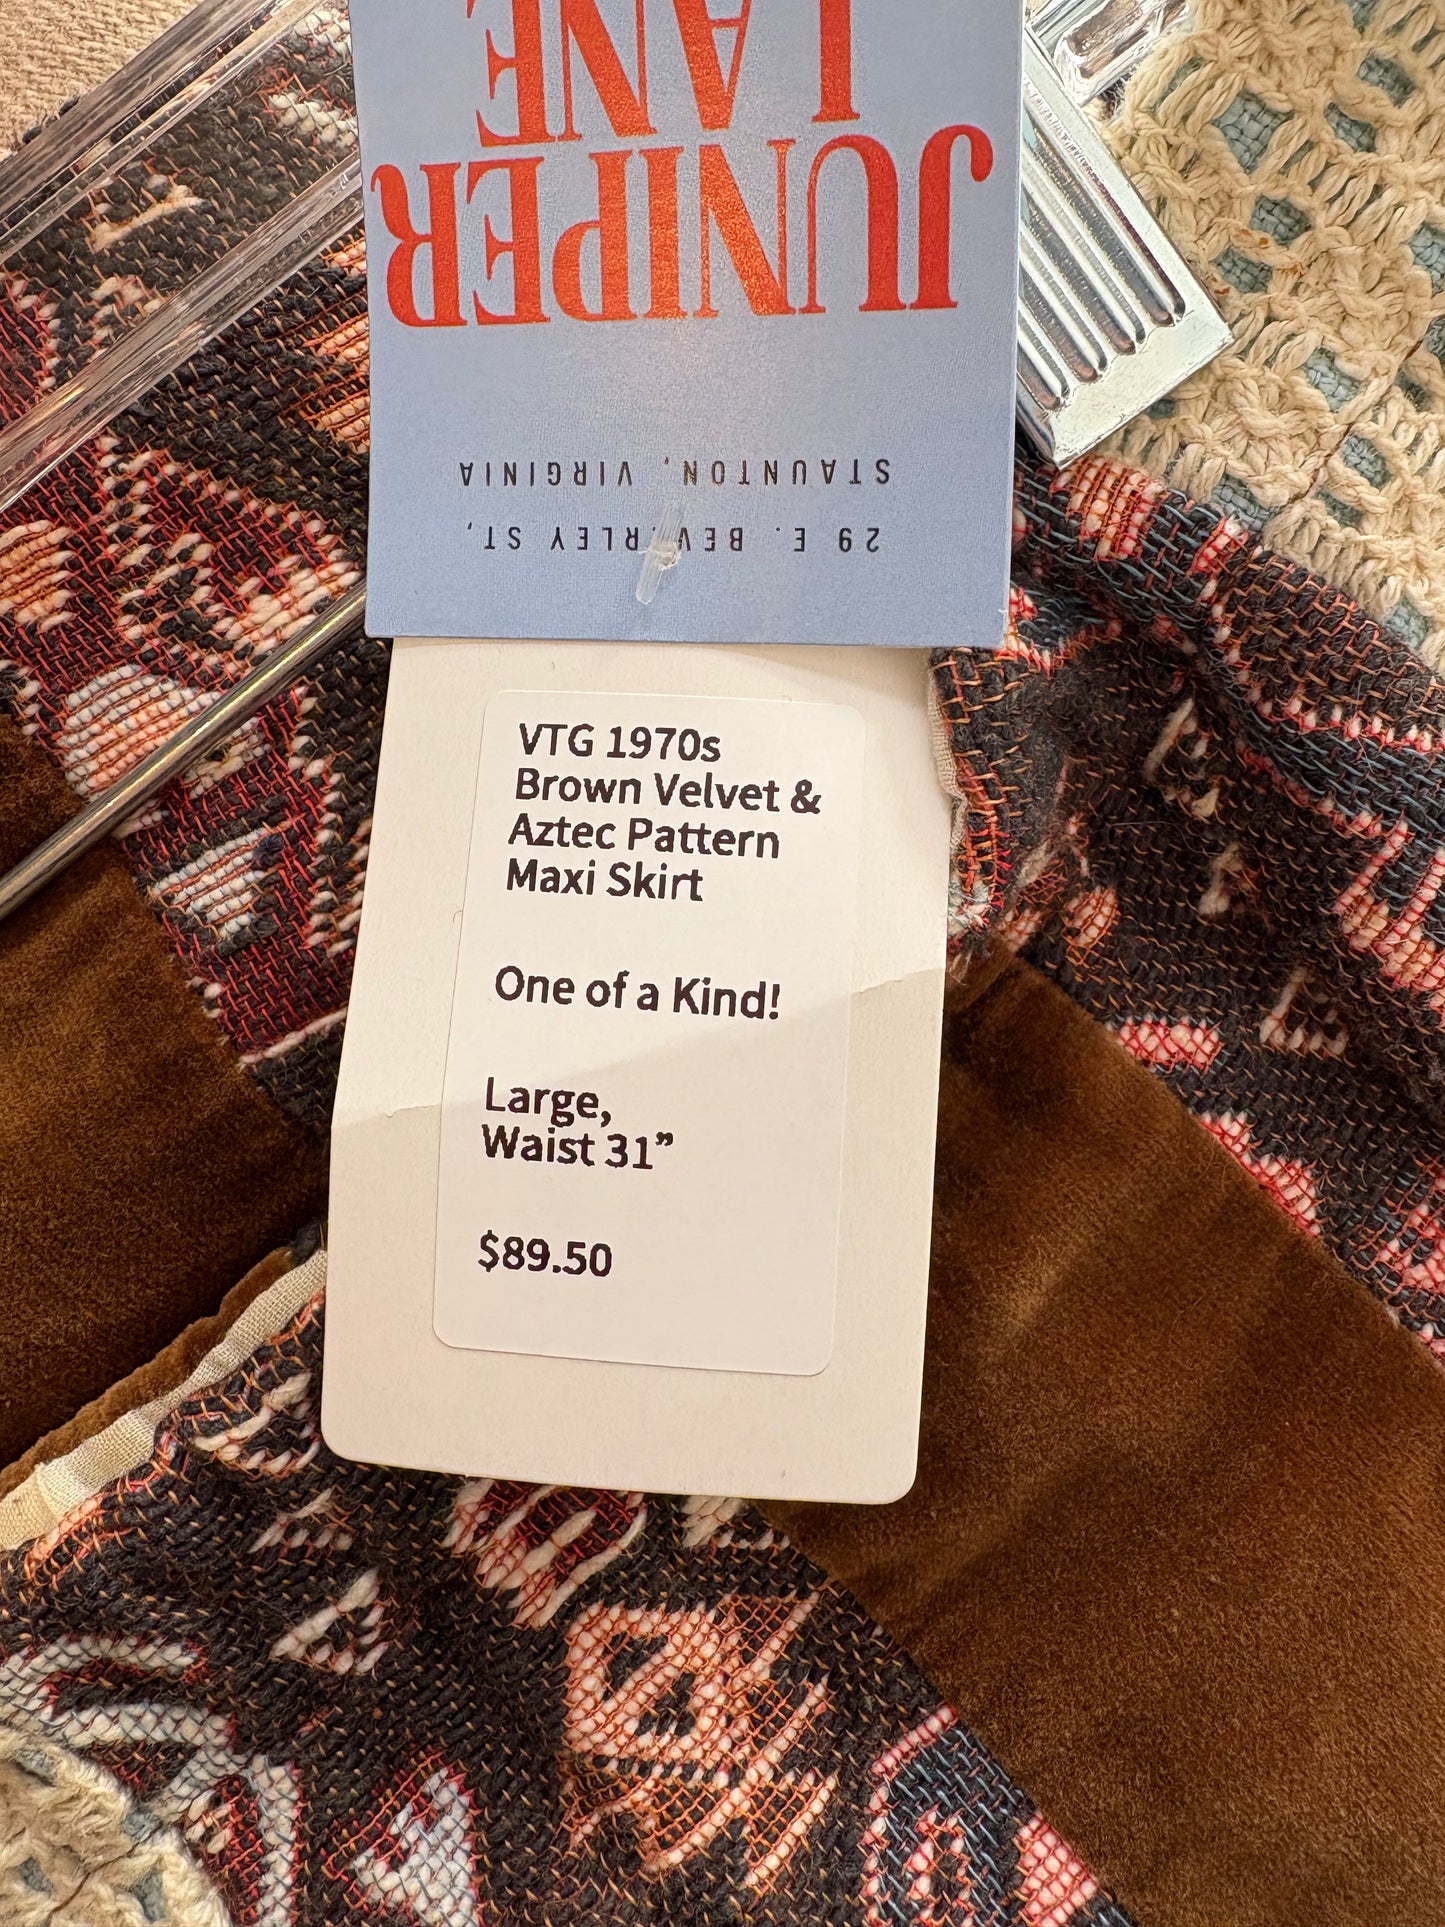 JUNIPER
LANE
STAUNTON, VIRGINIA
29 E. BEVERLEY ST,
VTG 1970s
Brown Velvet &
Aztec Pattern
Maxi Skirt
One of a Kind!
Large,
Waist 31”
$89.50